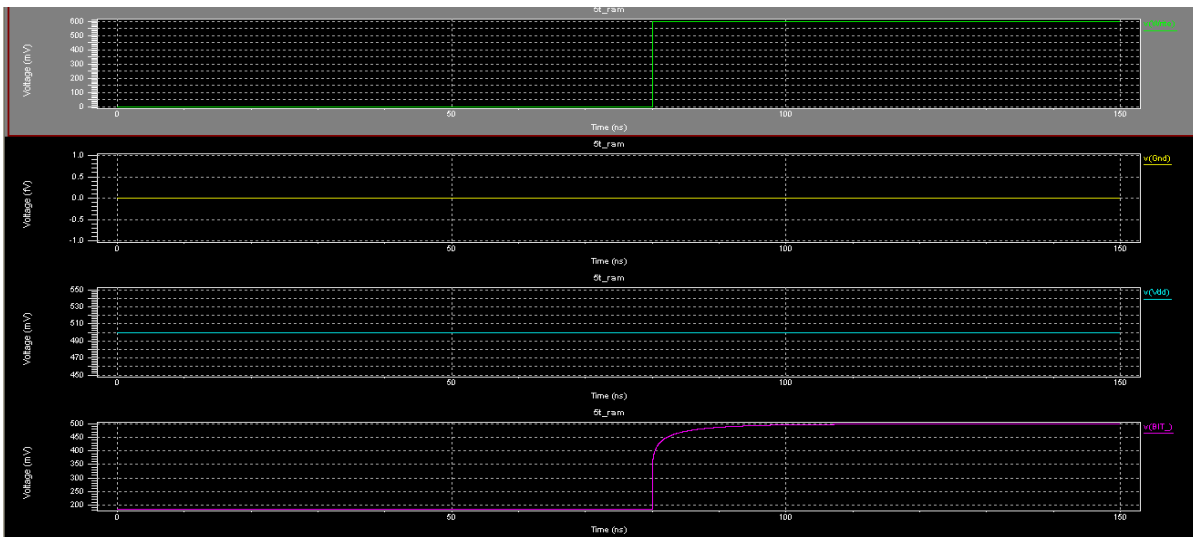 5t_ram
600
500
400
300
200
100
0
Voltage (mV)
0 50 100 150
Time (ns)
5t_ram
v(Gnd)
1.0
0.5
0.0
-0.5
-1.0
Voltage (fV)
0 50 100 150
Time (ns)
5t_ram
v(Vdd)
550
530
510
490
470
450
Voltage (mV)
0 50 100 150
Time (ns)
5t_ram
v(BIT_)
500
450
400
350
300
250
200
Voltage (mV)
0 50 100 150
Time (ns)